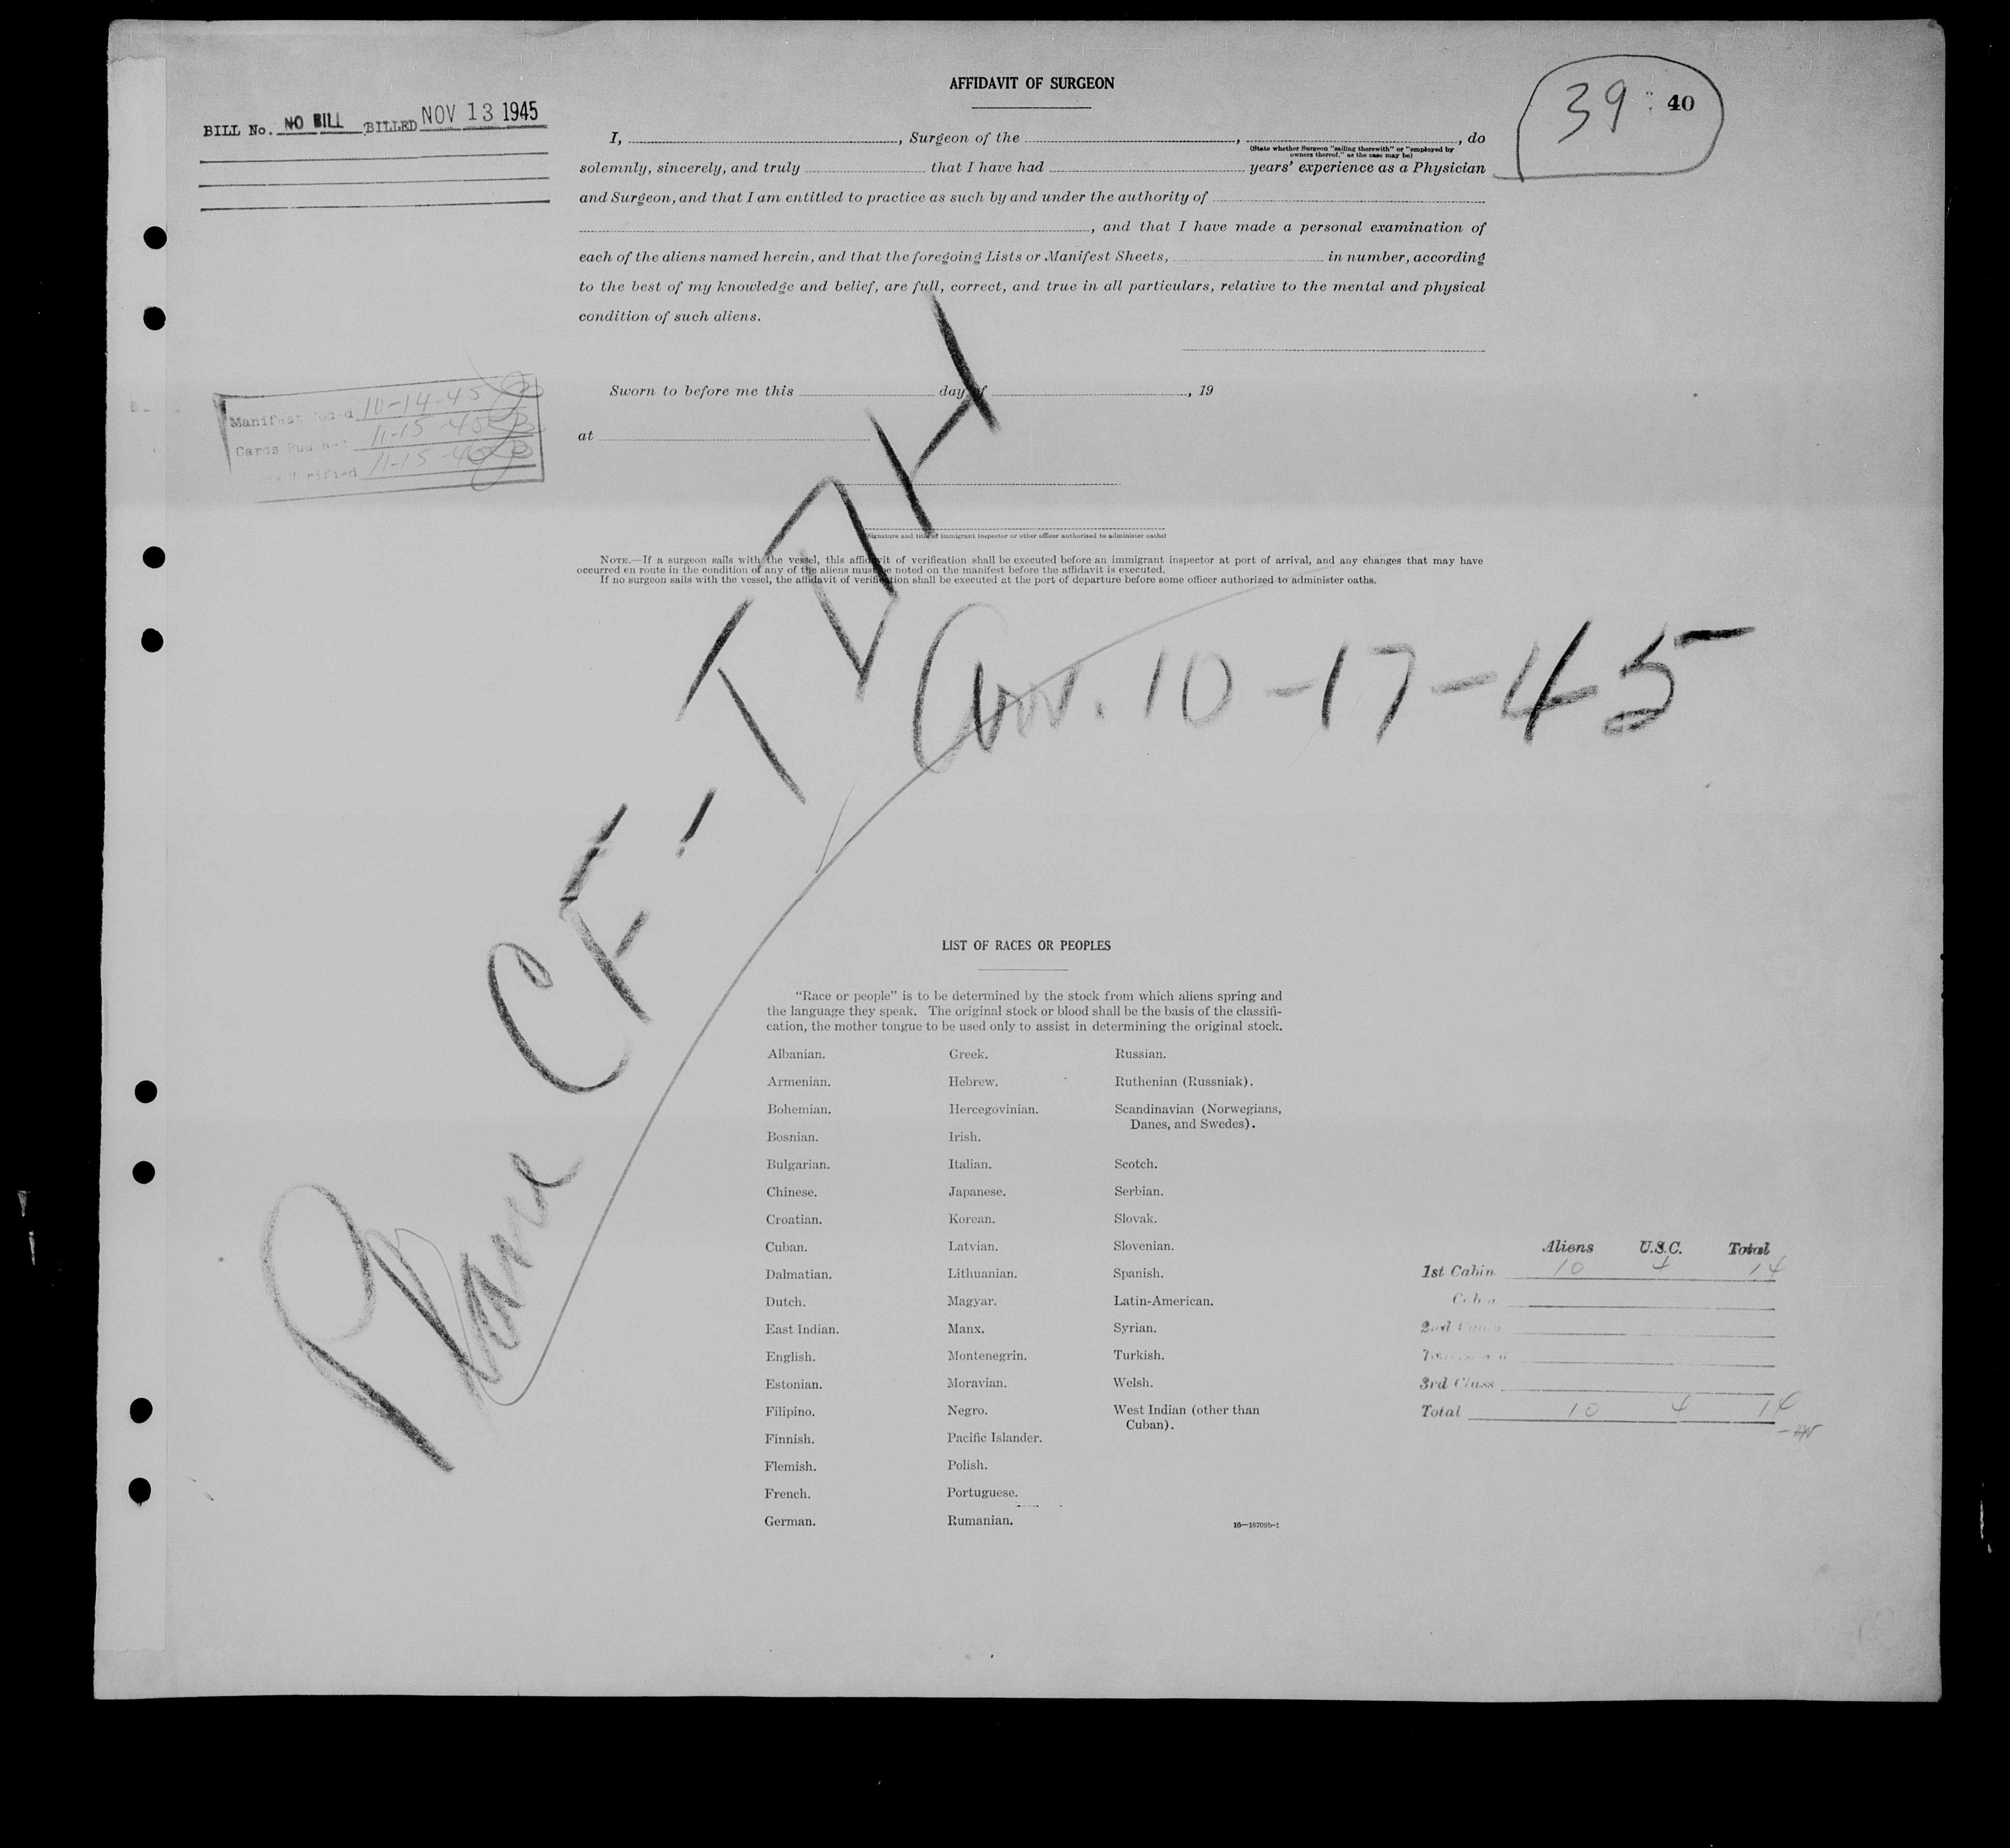 AFFIDAVIT OF SURGEON
39 40
BILL No. NO BILL BILLED NOV 13 1945
I, , Surgeon of the , , do
(State whether Surgeon "sailing therewith" or "employed by
owners thereof," as the case may be)
solemnly, sincerely, and truly that I have had years' experience as a Physician
and Surgeon, and that I am entitled to practice as such by and under the authority of
, and that I have made a personal examination of
each of the aliens named herein, and that the foregoing Lists or Manifest Sheets, in number, according
to the best of my knowledge and belief, are full, correct, and true in all particulars, relative to the mental and physical
condition of such aliens.
Sworn to before me this day of , 19
at
Manifest 10-14-45
Cards 11-15-45
Verified 11-15-45
(Signature and title of immigrant inspector or other officer authorized to administer oaths)
NOTE.—If a surgeon sails with the vessel, this affidavit of verification shall be executed before an immigrant inspector at port of arrival, and any changes that may have
occurred en route in the condition of any of the aliens must be noted on the manifest before the affidavit is executed.
If no surgeon sails with the vessel, the affidavit of verification shall be executed at the port of departure before some officer authorized to administer oaths.
Plane CF-TDH
10-17-45
LIST OF RACES OR PEOPLES
"Race or people" is to be determined by the stock from which aliens spring and
the language they speak. The original stock or blood shall be the basis of the classifi-
cation, the mother tongue to be used only to assist in determining the original stock.
Albanian.
Armenian.
Bohemian.
Bosnian.
Bulgarian.
Chinese.
Croatian.
Cuban.
Dalmatian.
Dutch.
East Indian.
English.
Estonian.
Filipino.
Finnish.
Flemish.
French.
German.
Greek.
Hebrew.
Hercegovinian.
Irish.
Italian.
Japanese.
Korean.
Latvian.
Lithuanian.
Magyar.
Manx.
Montenegrin.
Moravian.
Negro.
Pacific Islander.
Polish.
Portuguese.
Rumanian.
Russian.
Ruthenian (Russniak).
Scandinavian (Norwegians,
Danes, and Swedes).
Scotch.
Serbian.
Slovak.
Slovenian.
Spanish.
Latin-American.
Syrian.
Turkish.
Welsh.
West Indian (other than
Cuban).
Aliens U.S.C. Total
1st Cabin 10 4 14
2nd
3rd Class
Total 10 4 14